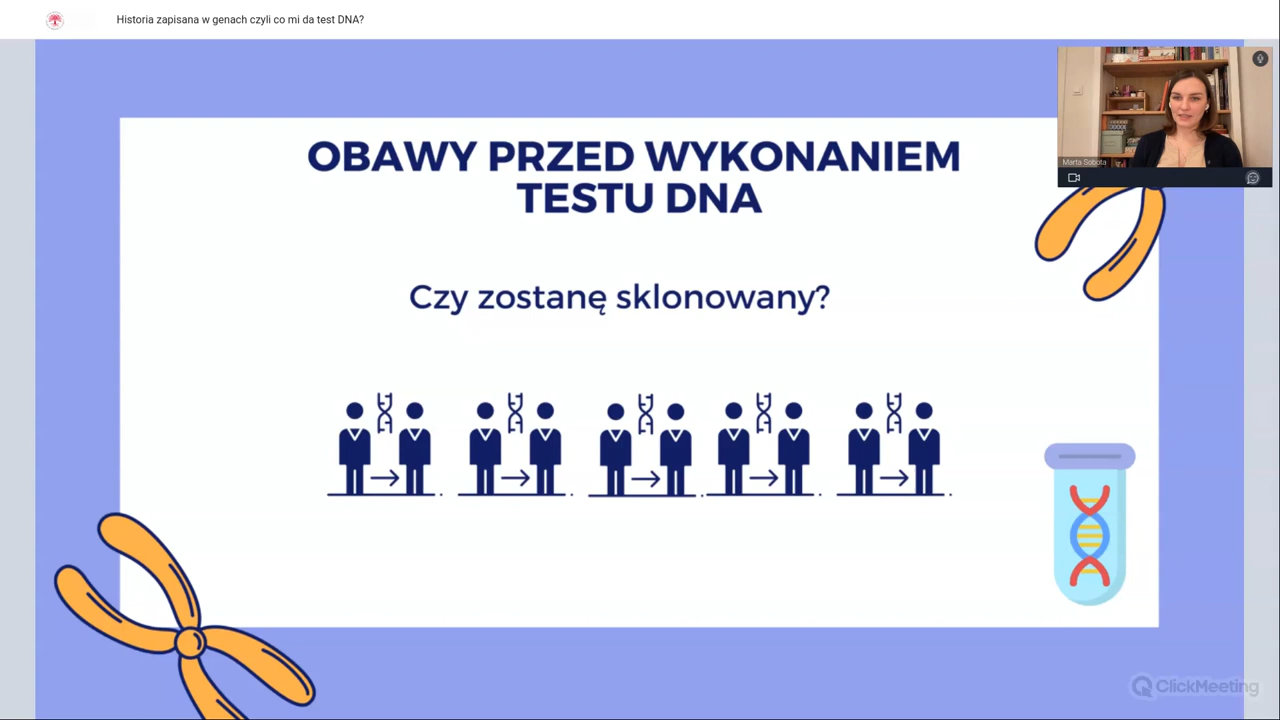 Historia zapisana w genach czyli co mi da test DNA?
OBAWY PRZED WYKONANIEM
TESTU DNA
Czy zostanę sklonowany?
Marta Sobota
ClickMeeting